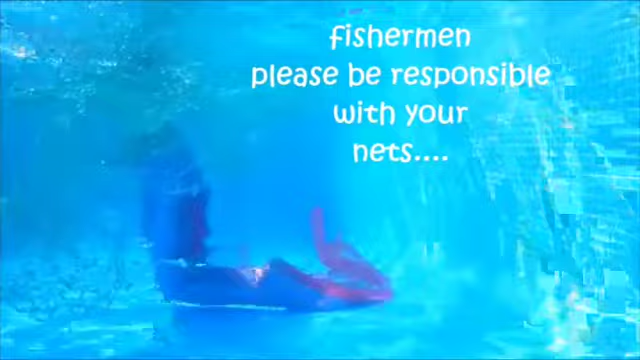 fishermen
please be responsible
with your
nets....